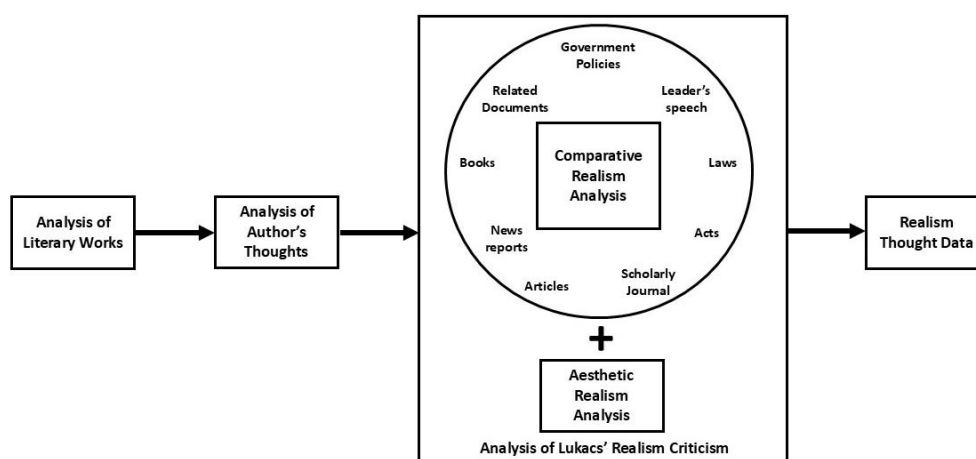 Analysis of
Literary Works
Analysis of
Author's
Thoughts
Government
Policies
Related
Documents
Leader's
speech
Books
Comparative
Realism
Analysis
Laws
News
reports
Acts
Articles
Scholarly
Journal
+
Aesthetic
Realism
Analysis
Analysis of Lukacs' Realism Criticism
Realism
Thought Data